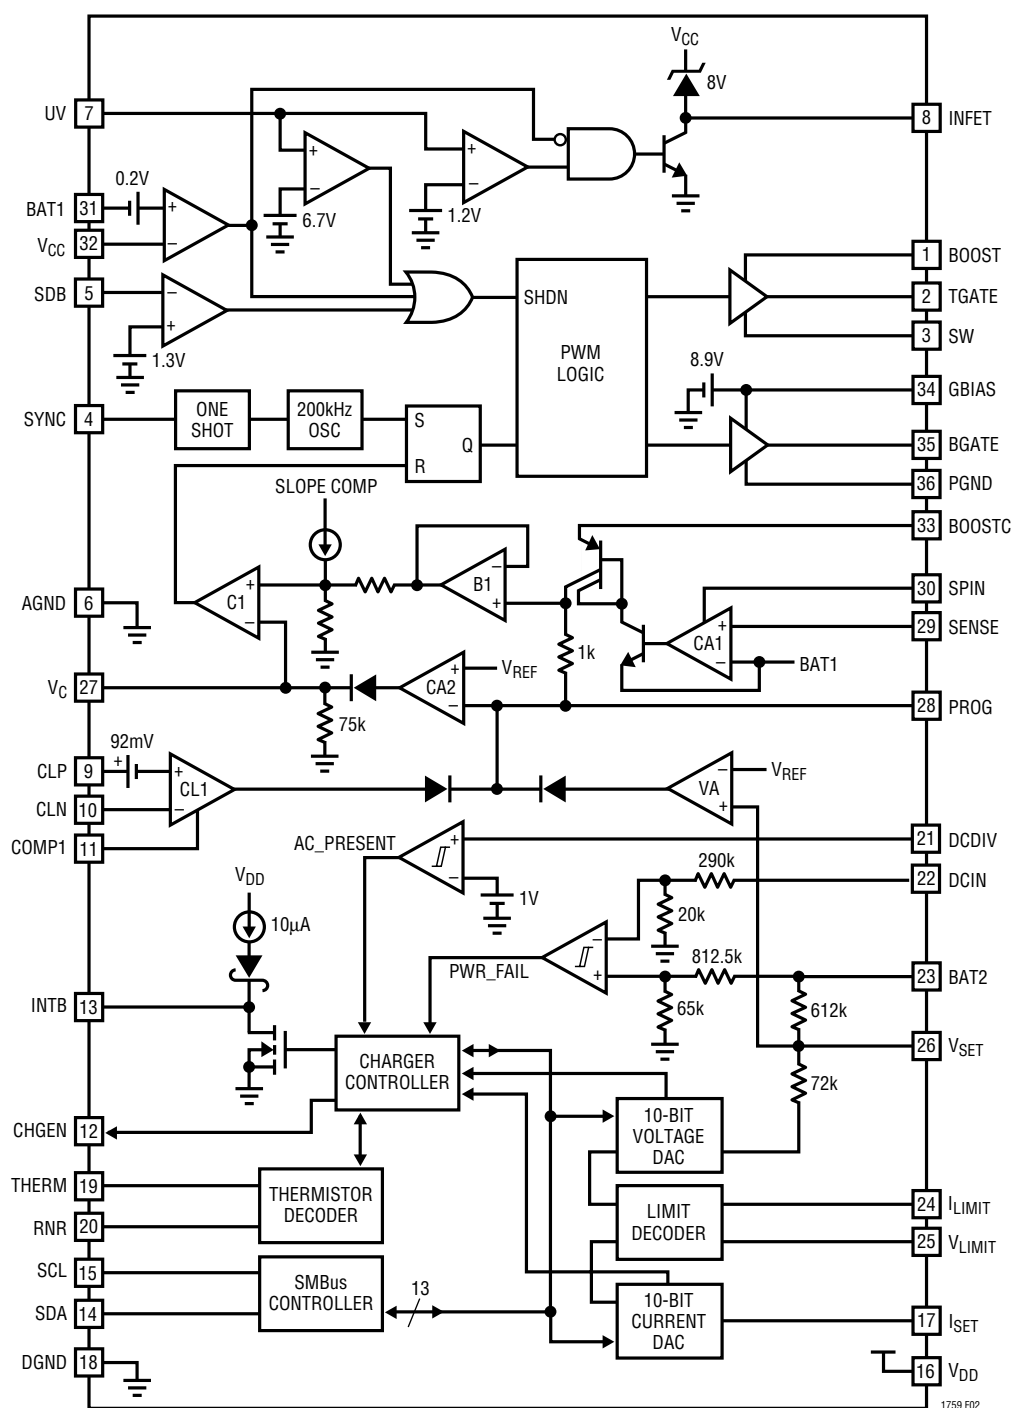 VCC
8V
UV 7
8 INFET
+
−
+
−
0.2V
BAT1 31
+
6.7V
1.2V
VCC 32
−
1 BOOST
SDB 5
−
SHDN
2 TGATE
+
3 SW
PWM
LOGIC
1.3V
8.9V
34 GBIAS
SYNC 4
ONE
SHOT
200kHz
OSC
S
Q
R
35 BGATE
36 PGND
SLOPE COMP
33 BOOSTC
−
B1
+
30 SPIN
AGND 6
C1
+
−
29 SENSE
+
CA1
−
BAT1
1k
VC 27
+
CA2
−
VREF
28 PROG
75k
92mV
+
CLP 9
+
CL1
−
−
VA
+
VREF
CLN 10
COMP1 11
AC_PRESENT
+
−
21 DCDIV
290k
22 DCIN
VDD
1V
20k
10µA
−
+
812.5k
PWR_FAIL
23 BAT2
INTB 13
65k
612k
26 VSET
CHARGER
CONTROLLER
72k
CHGEN 12
10-BIT
VOLTAGE
DAC
THERM 19
THERMISTOR
DECODER
RNR 20
LIMIT
DECODER
24 ILIMIT
25 VLIMIT
SCL 15
SMBus
CONTROLLER
13
SDA 14
10-BIT
CURRENT
DAC
17 ISET
DGND 18
16 VDD
1759 F02